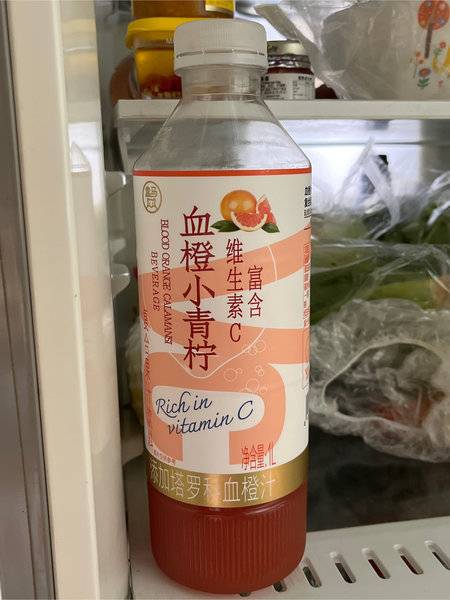 血橙小青柠
BLOOD ORANGE CALAMANSI
BEVERAGE
富含
维生素C
Rich in
vitamin C
净含量:1L
添加塔罗科血橙汁